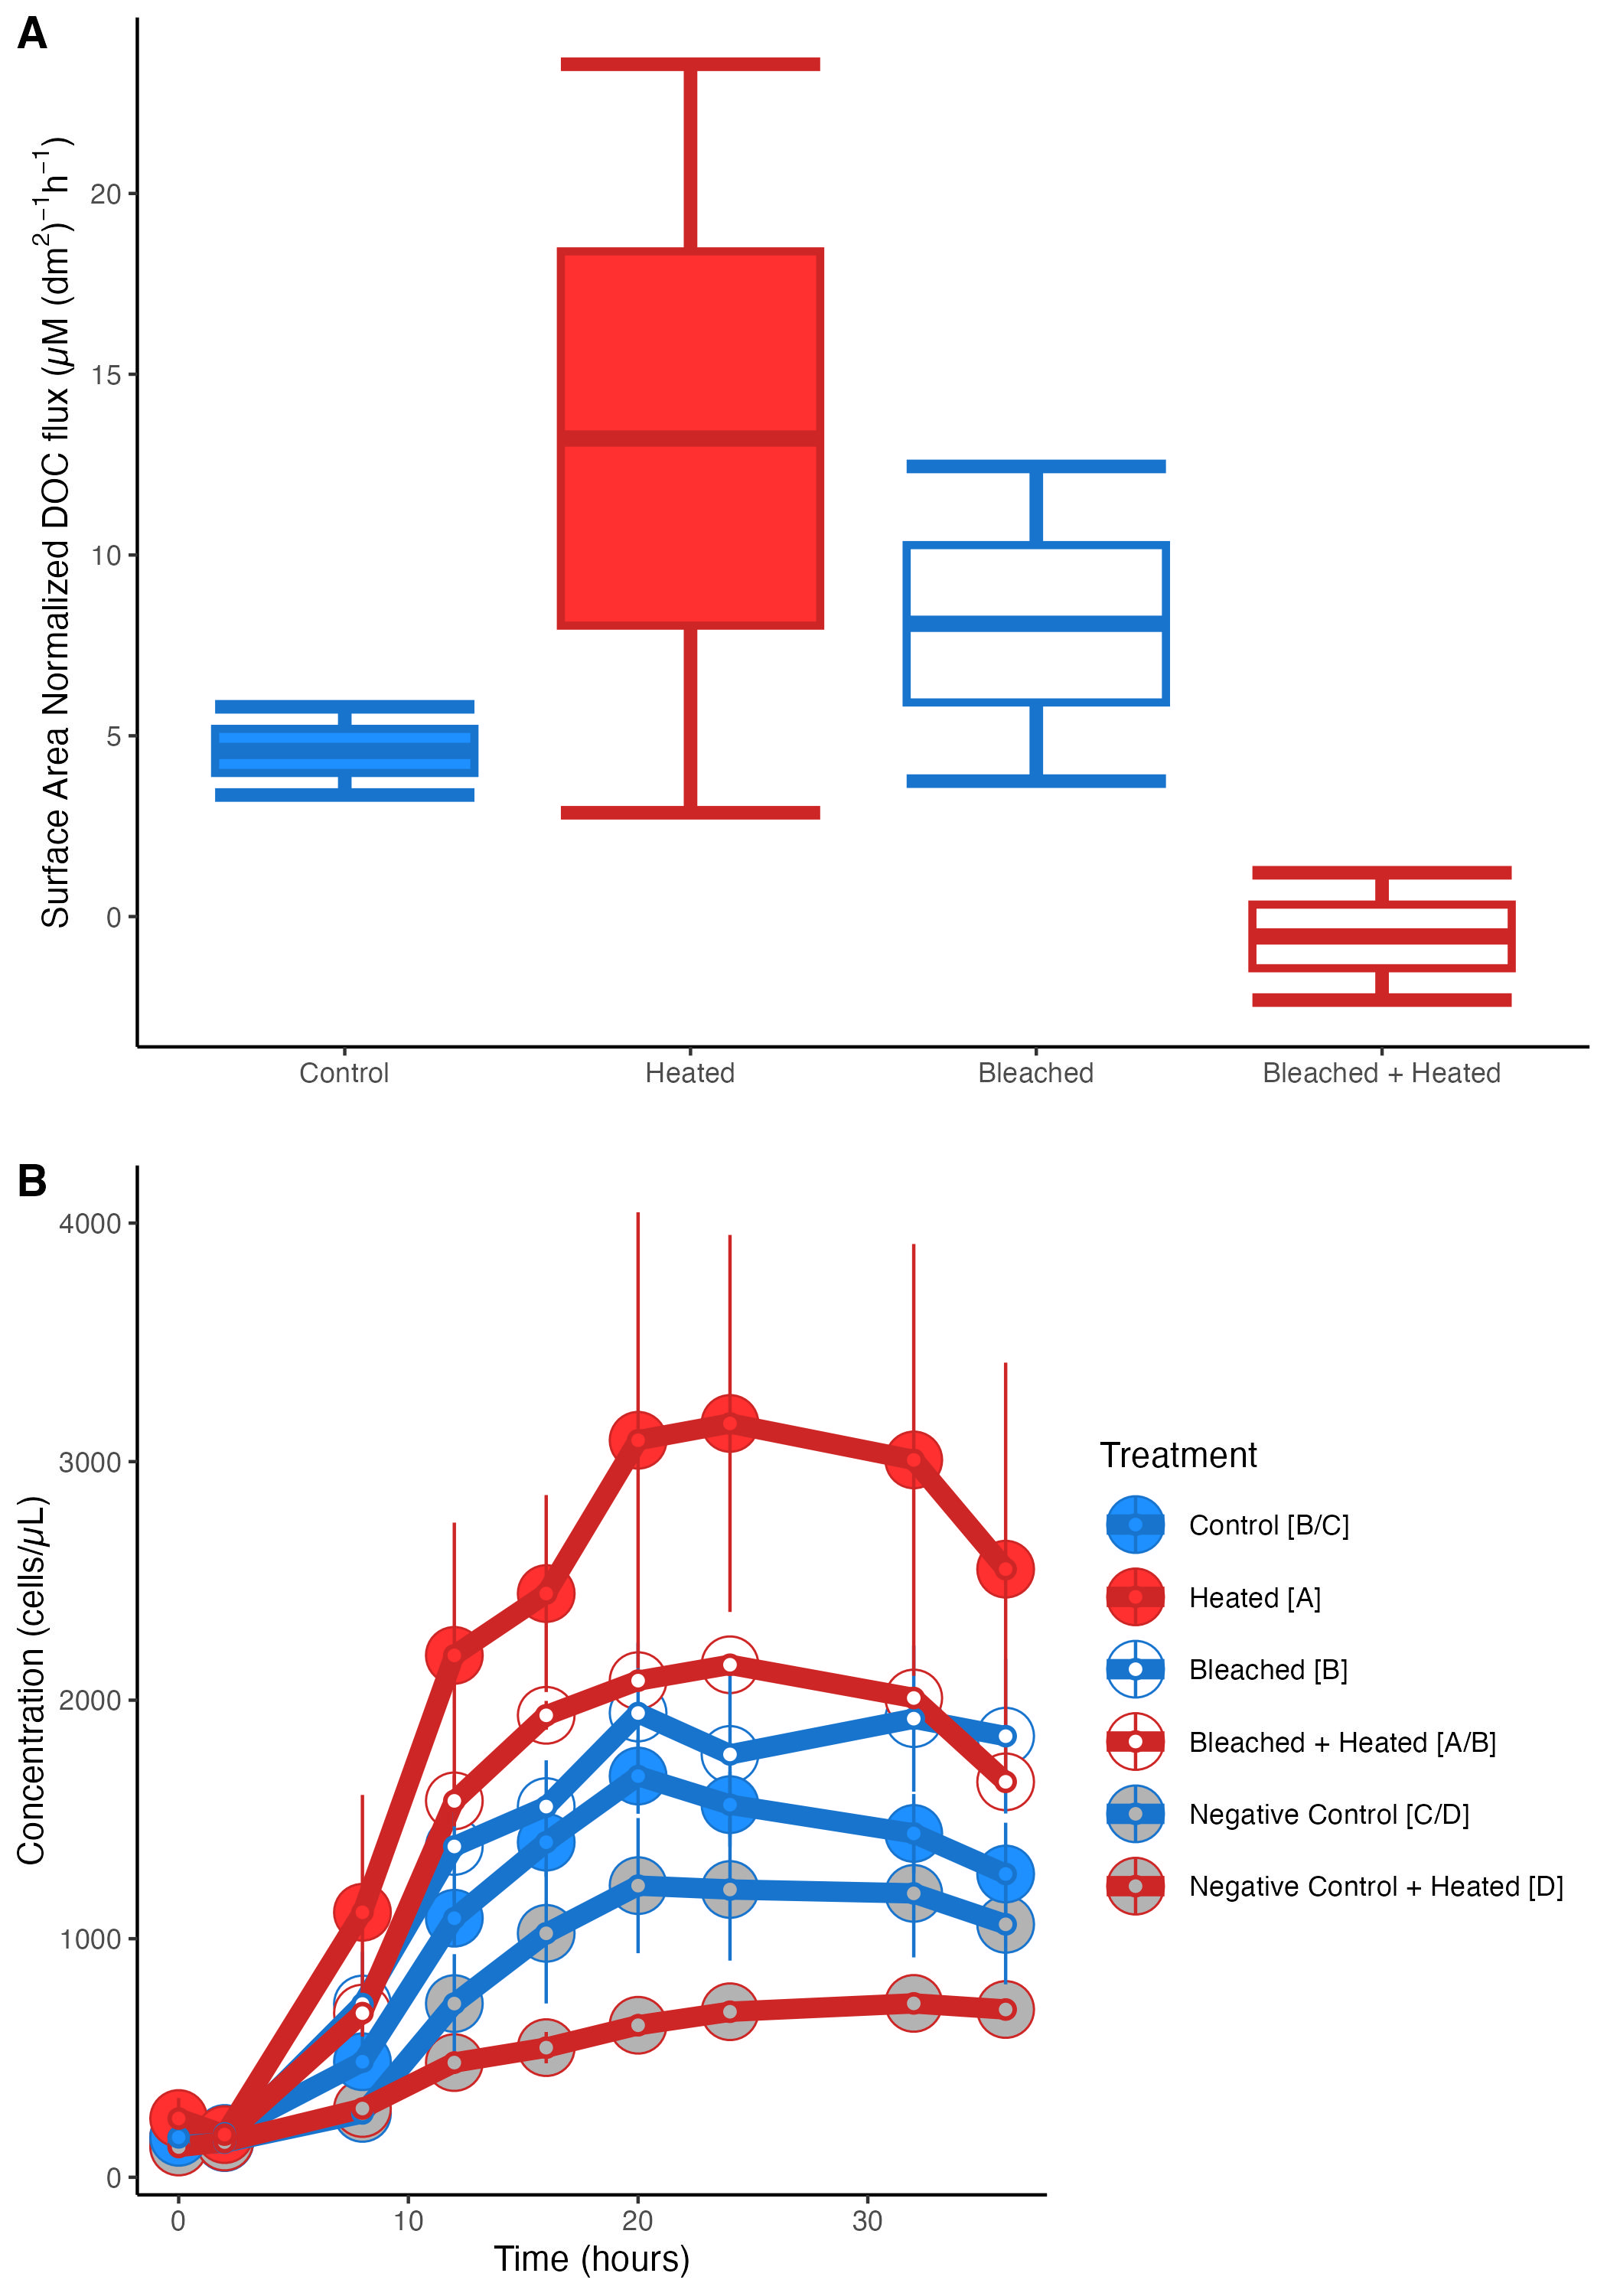 A
Surface Area Normalized DOC flux (µM (dm²)⁻¹h⁻¹)
20
15
10
5
0
Control Heated Bleached Bleached + Heated
B
Concentration (cells/µL)
4000
3000
2000
1000
0
0 10 20 30
Time (hours)
Treatment
Control [B/C]
Heated [A]
Bleached [B]
Bleached + Heated [A/B]
Negative Control [C/D]
Negative Control + Heated [D]